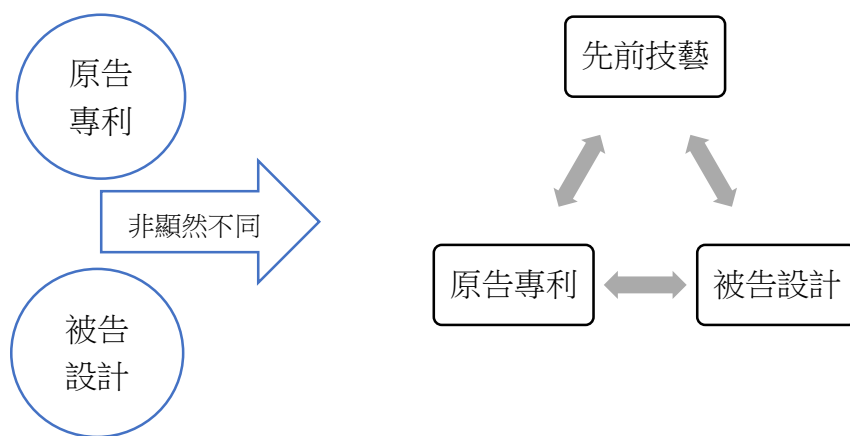 原告
專利
非顯然不同
被告
設計
先前技藝
原告專利
被告設計